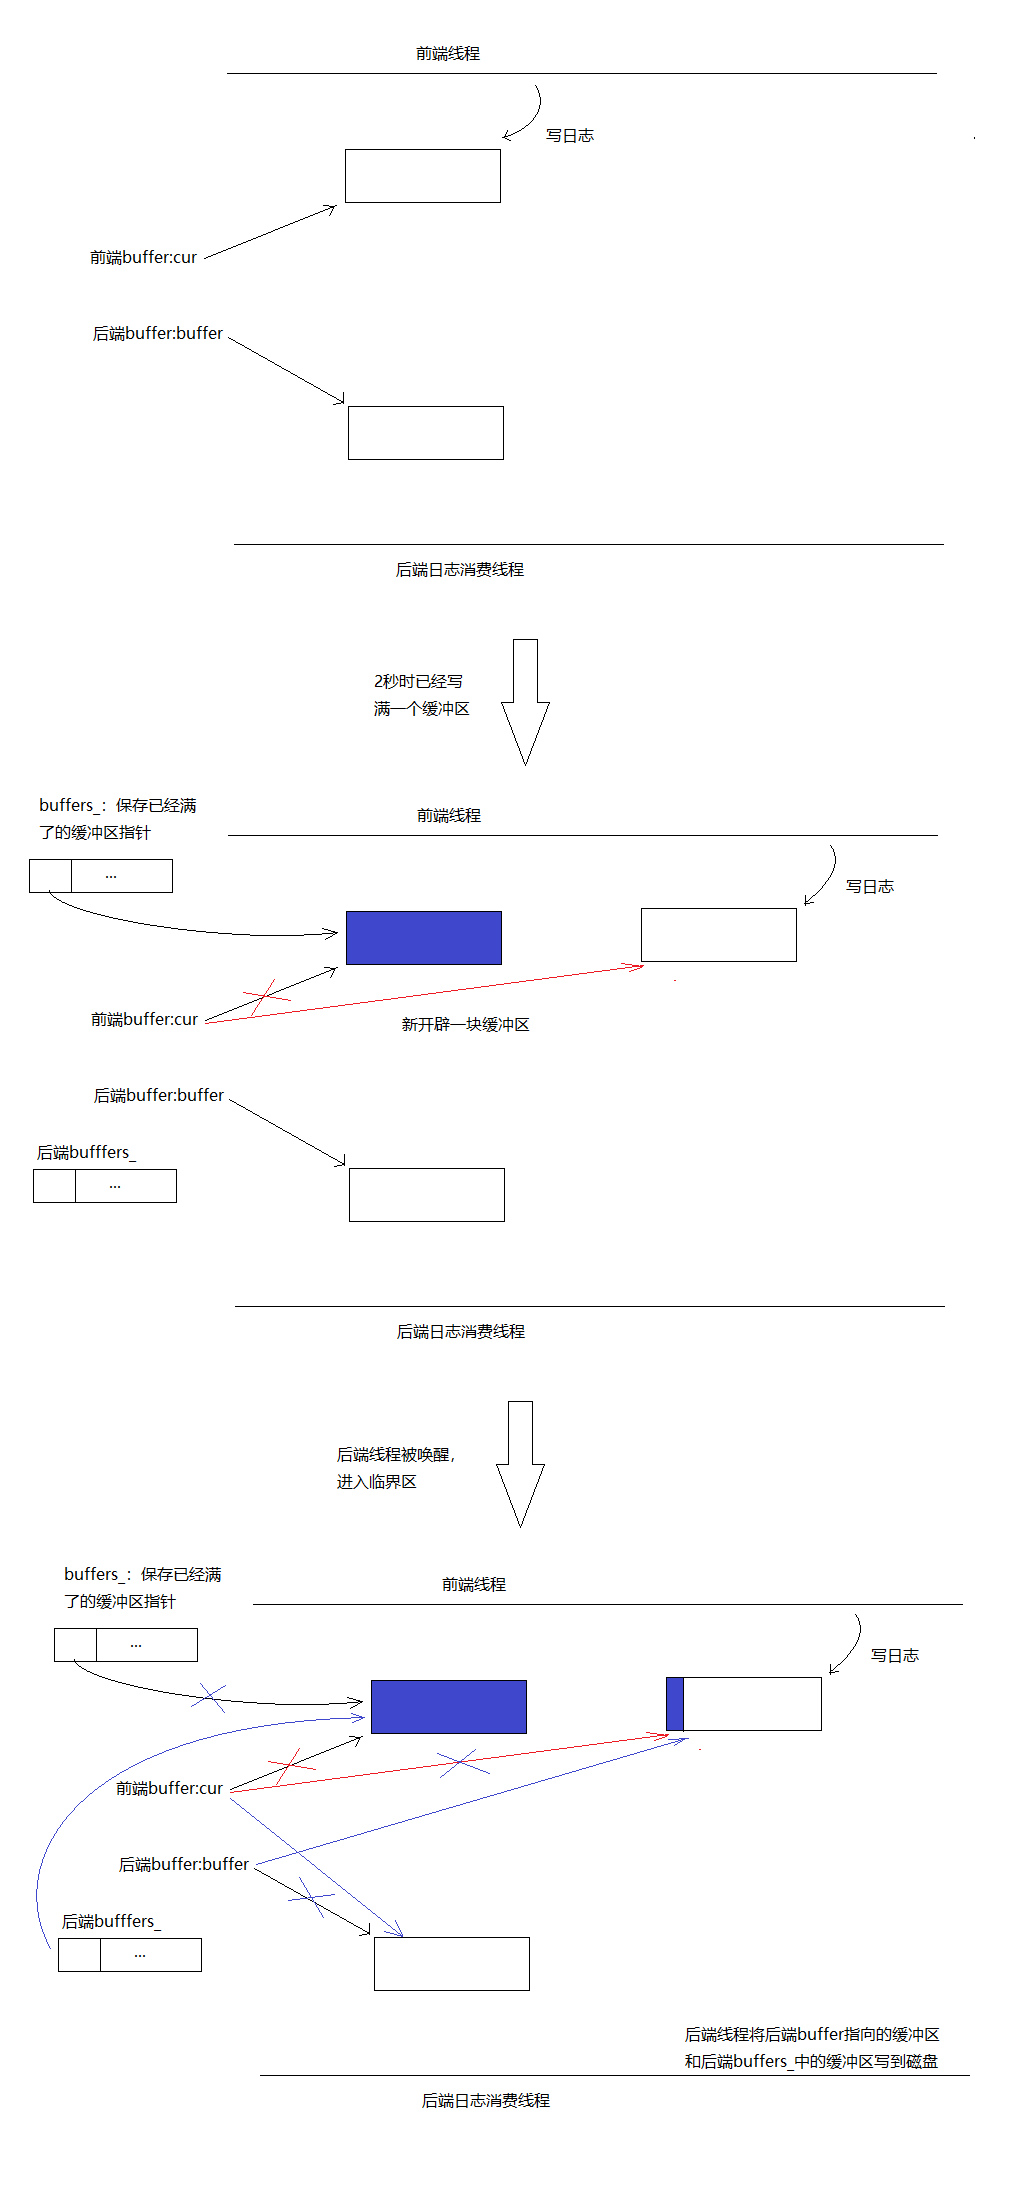 前端线程
写日志
前端buffer:cur
后端buffer:buffer
后端日志消费线程
2秒时已经写
满一个缓冲区
buffers_：保存已经满
了的缓冲区指针
前端线程
...
写日志
前端buffer:cur
新开辟一块缓冲区
后端buffer:buffer
后端bufffers_
...
后端日志消费线程
后端线程被唤醒，
进入临界区
buffers_：保存已经满
了的缓冲区指针
前端线程
...
写日志
前端buffer:cur
后端buffer:buffer
后端bufffers_
...
后端线程将后端buffer指向的缓冲区
和后端buffers_中的缓冲区写到磁盘
后端日志消费线程